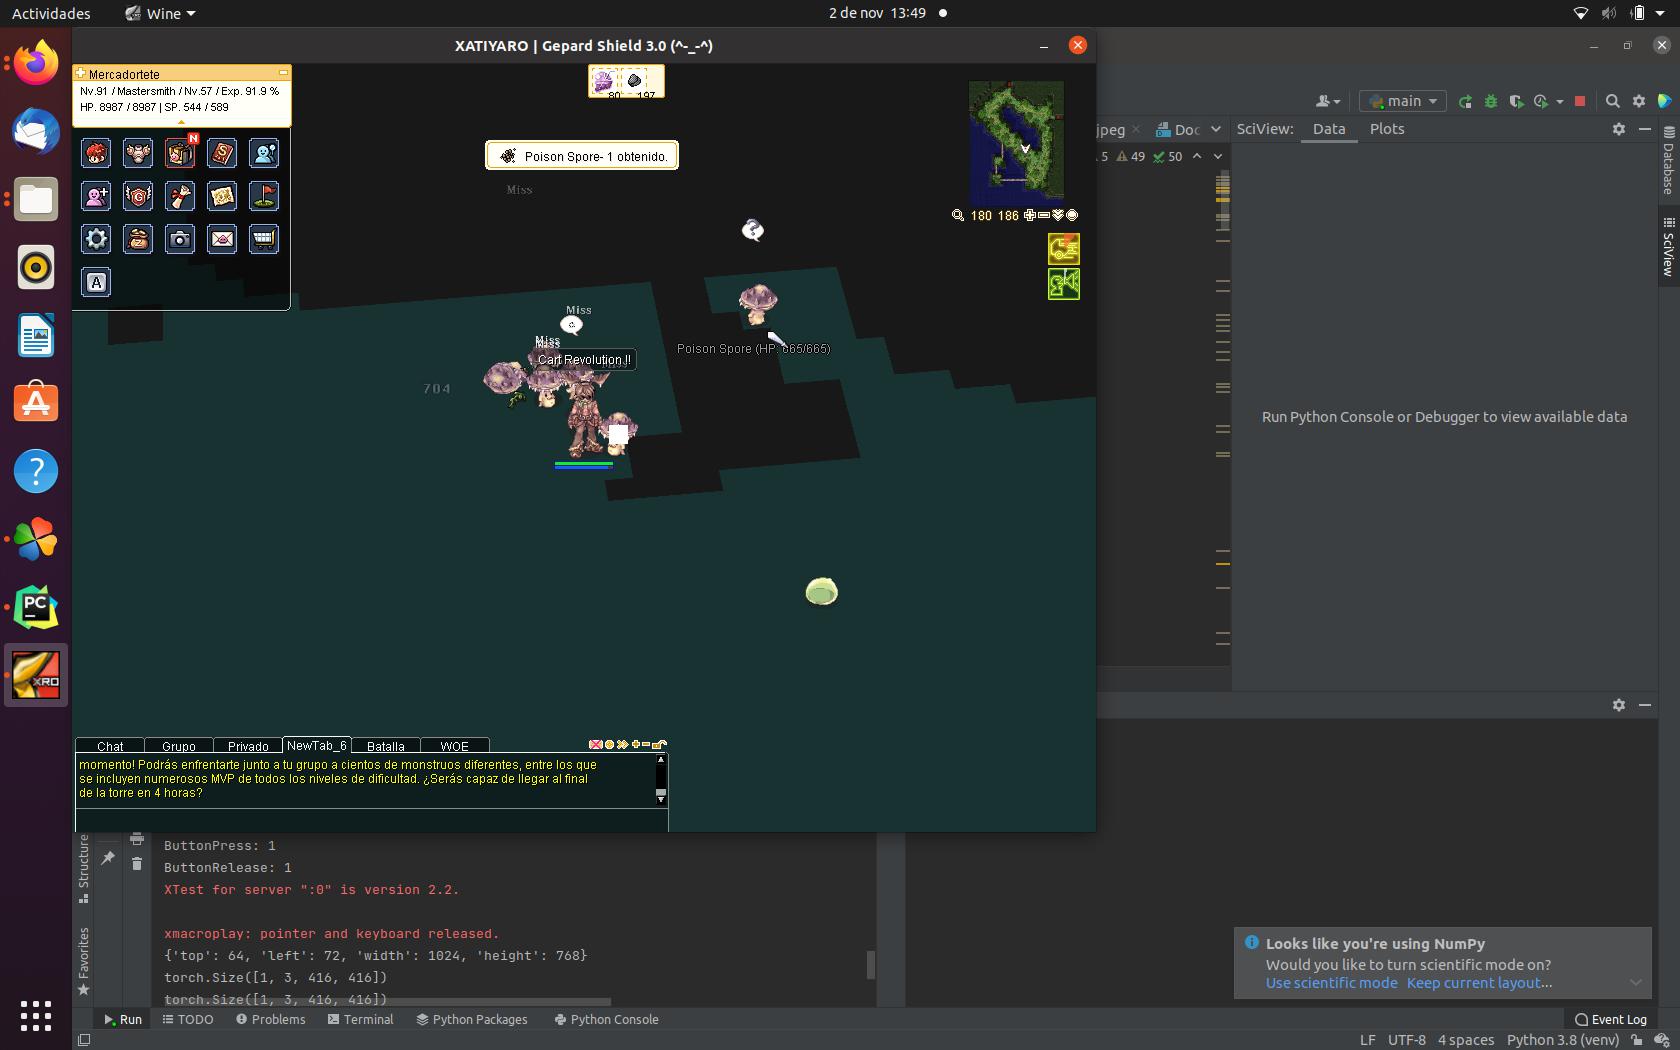 Actividades
Wine
2 de nov 13:49
XATIYARO | Gepard Shield 3.0 (^-_-^)
Mercadortete
Nv.91 / Mastersmith / Nv.57 / Exp. 91.9 %
HP. 8987 / 8987 | SP. 544 / 589
N
A
80
197
Poison Spore- 1 obtenido.
Miss
180 186
Miss
Miss
Miss
Cart Revolution !!
Miss
704
Poison Spore (HP: 665/665)
Chat
Grupo
Privado
NewTab_6
Batalla
WOE
momento! Podrás enfrentarte junto a tu grupo a cientos de monstruos diferentes, entre los que
se incluyen numerosos MVP de todos los niveles de dificultad. ¿Serás capaz de llegar al final
de la torre en 4 horas?
main
jpeg
Doc
SciView:
Data
Plots
5
49
50
Database
SciView
Run Python Console or Debugger to view available data
PC
XRO
Structure
Favorites
ButtonPress: 1
ButtonRelease: 1
XTest for server ":0" is version 2.2.
xmacroplay: pointer and keyboard released.
{'top': 64, 'left': 72, 'width': 1024, 'height': 768}
torch.Size([1, 3, 416, 416])
torch.Size([1, 3, 416, 416])
Looks like you're using NumPy
Would you like to turn scientific mode on?
Use scientific mode Keep current layout...
Run
TODO
Problems
Terminal
Python Packages
Python Console
Event Log
LF UTF-8 4 spaces Python 3.8 (venv)